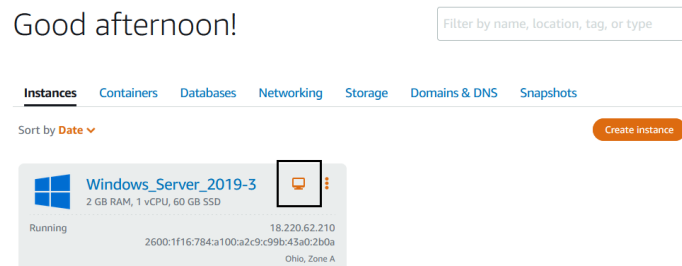 Good afternoon!
Filter by name, location, tag, or type
Instances Containers Databases Networking Storage Domains & DNS Snapshots
Sort by Date
Create instance
Windows_Server_2019-3
2 GB RAM, 1 vCPU, 60 GB SSD
Running 18.220.62.210
2600:1f16:784:a100:a2c9:c99b:43a0:2b0a
Ohio, Zone A